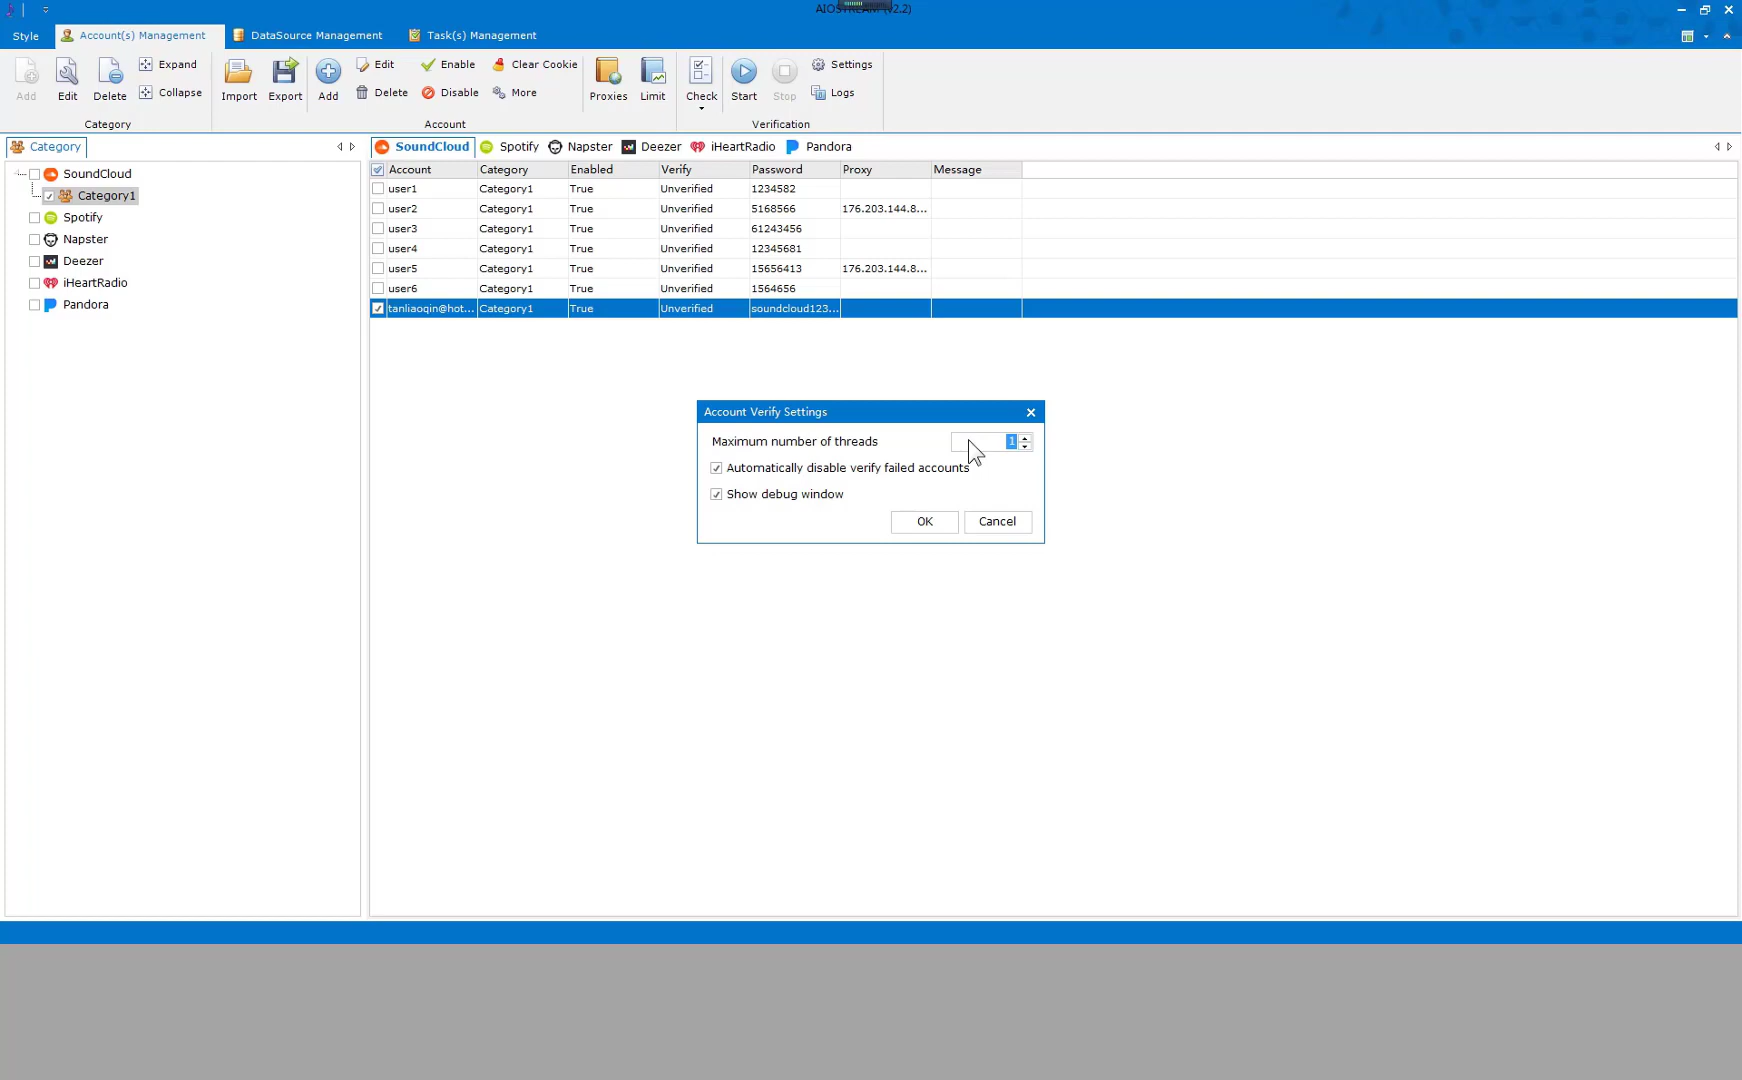 AIOSTREAM (v2.2)
Style Account(s) Management DataSource Management Task(s) Management
Add Edit Delete Expand Collapse Import Export Add Edit Delete Enable Disable Clear Cookie More Proxies Limit Check Start Stop Settings Logs
Category Account Verification
Category
SoundCloud
Category1
Spotify
Napster
Deezer
iHeartRadio
Pandora
SoundCloud Spotify Napster Deezer iHeartRadio Pandora
Account Category Enabled Verify Password Proxy Message
user1 Category1 True Unverified 1234582
user2 Category1 True Unverified 5168566 176.203.144.8...
user3 Category1 True Unverified 61243456
user4 Category1 True Unverified 12345681
user5 Category1 True Unverified 15656413 176.203.144.8...
user6 Category1 True Unverified 1564656
tanliaoqin@hot... Category1 True Unverified soundcloud123...
Account Verify Settings
Maximum number of threads 1
Automatically disable verify failed accounts
Show debug window
OK Cancel